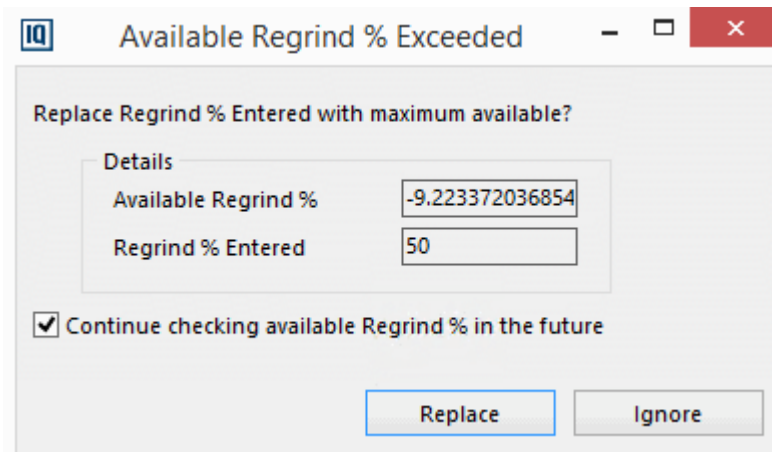 IQ
Available Regrind % Exceeded
Replace Regrind % Entered with maximum available?
Details
Available Regrind % -9.223372036854
Regrind % Entered 50
Continue checking available Regrind % in the future
Replace Ignore